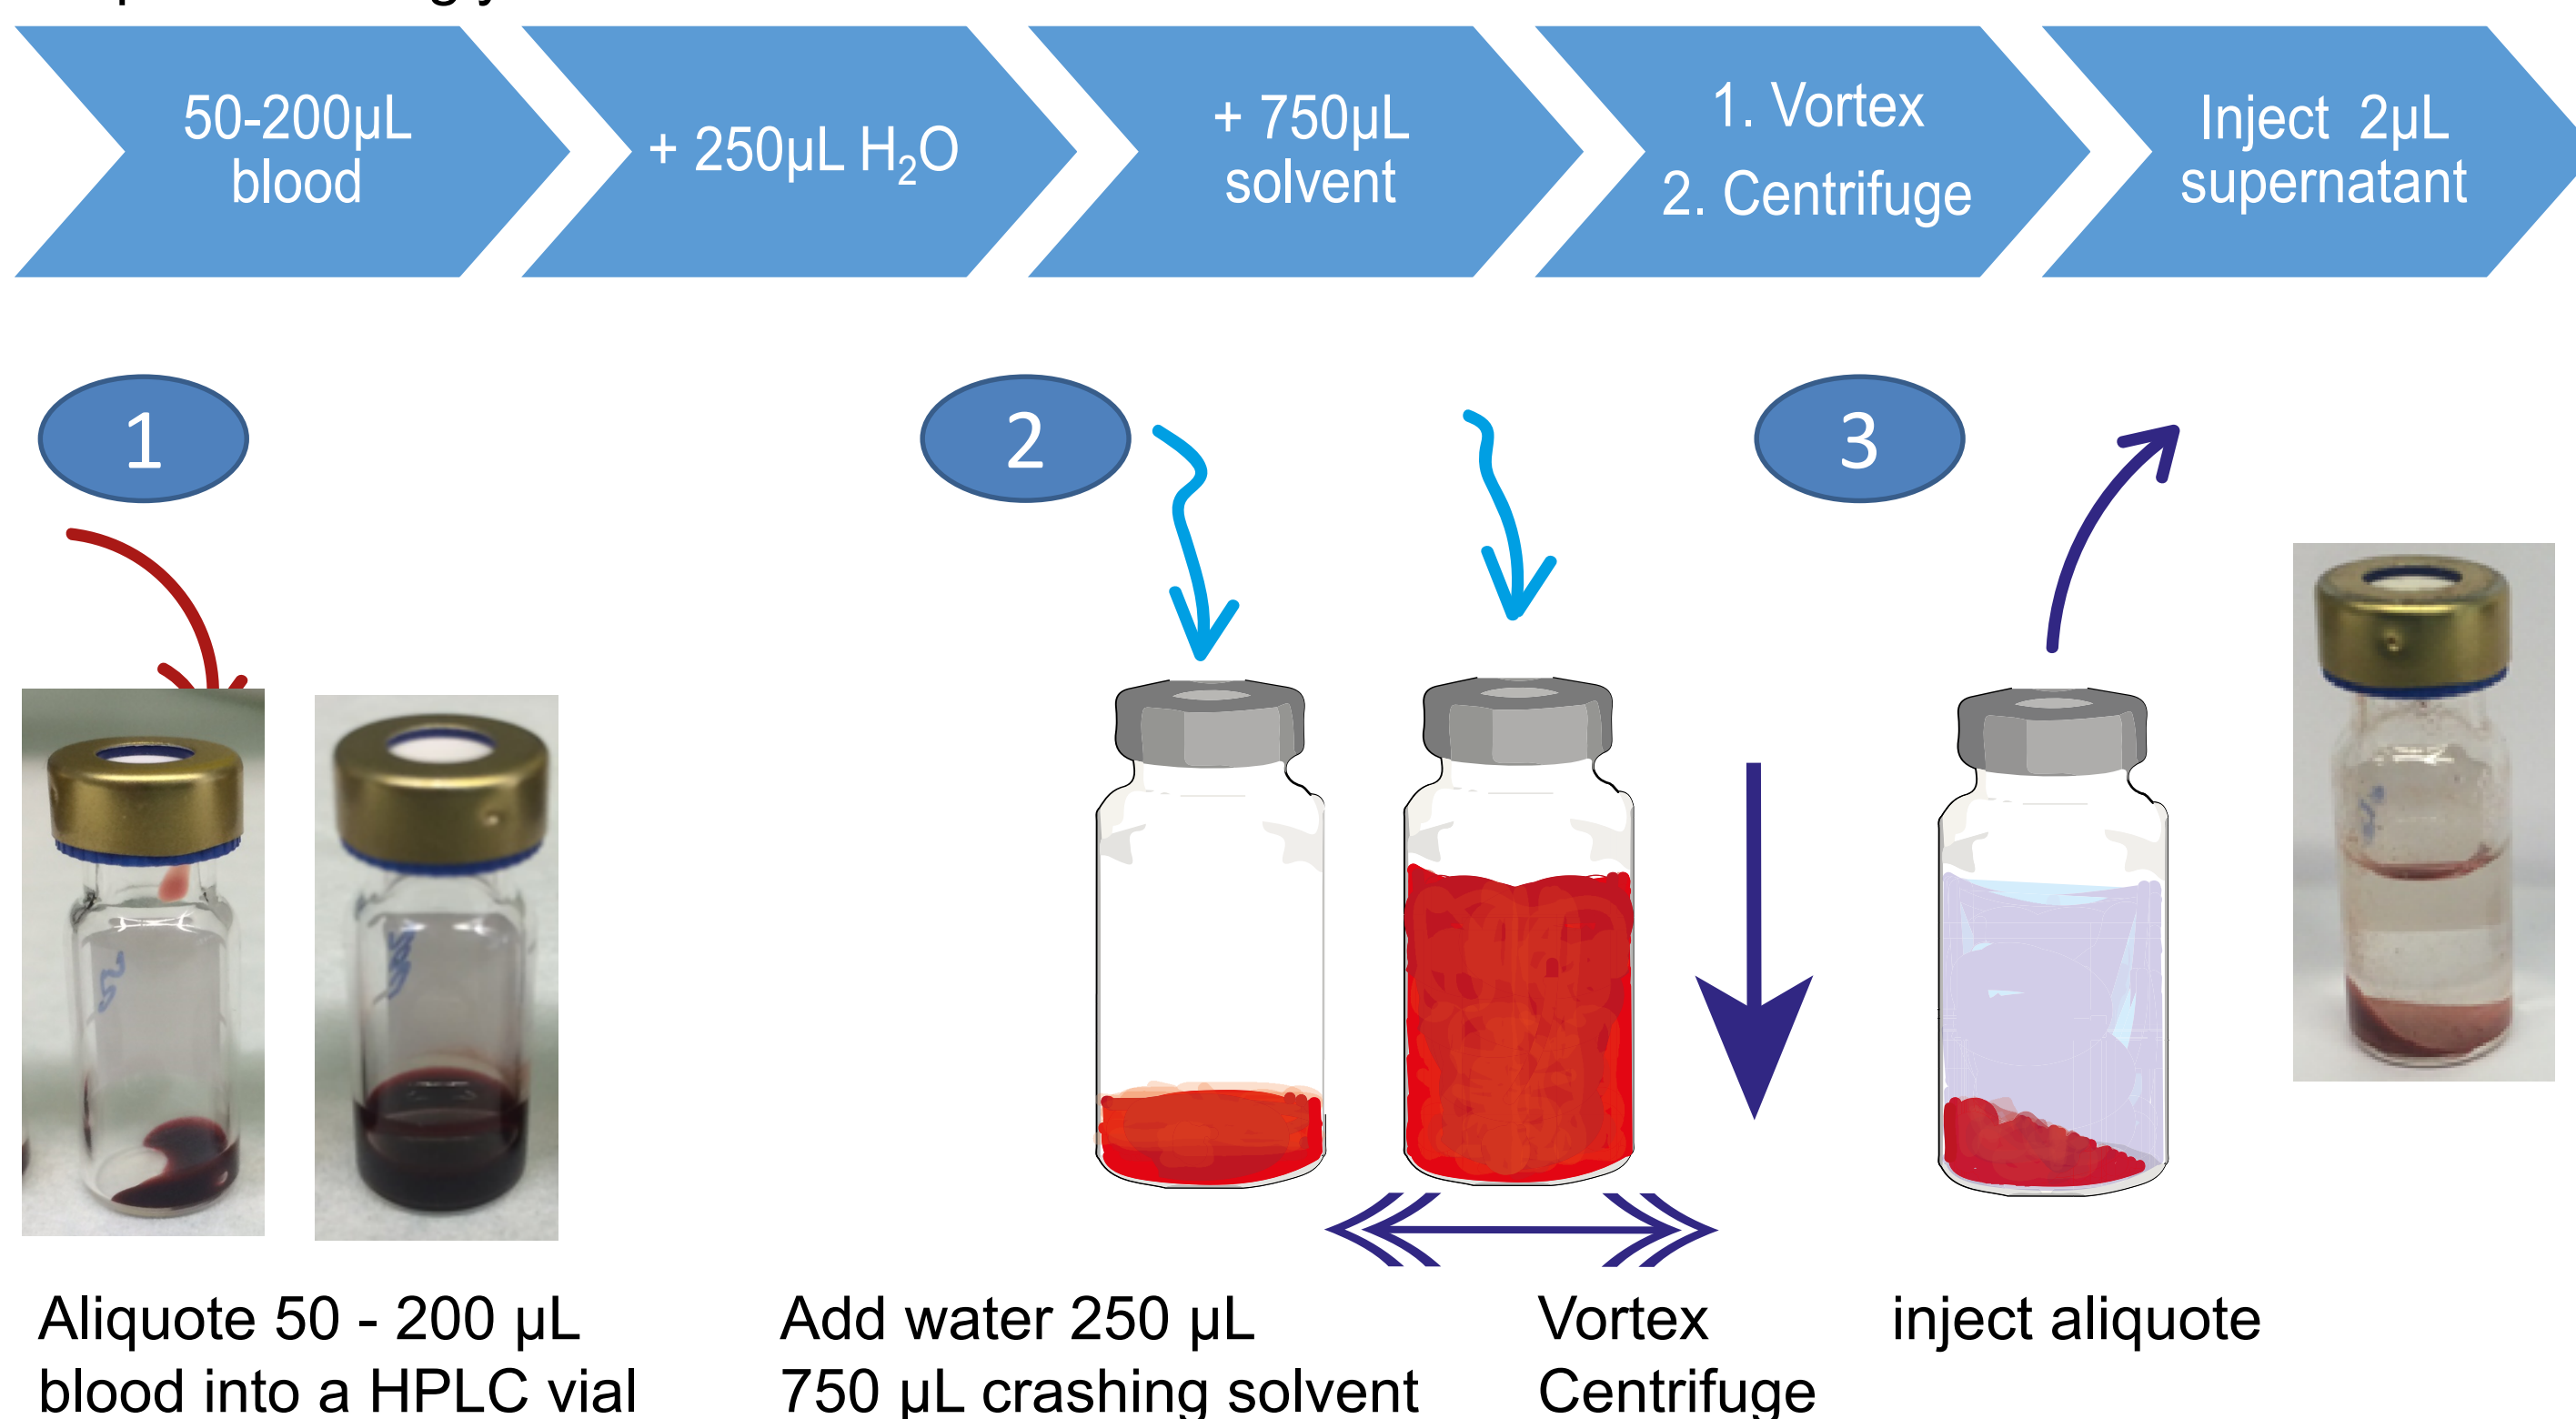 50-200µL
blood
+ 250µL H₂O
+ 750µL
solvent
1. Vortex
2. Centrifuge
Inject 2µL
supernatant
1
2
3
Aliquote 50 - 200 µL
blood into a HPLC vial
Add water 250 µL
750 µL crashing solvent
Vortex
Centrifuge
inject aliquote